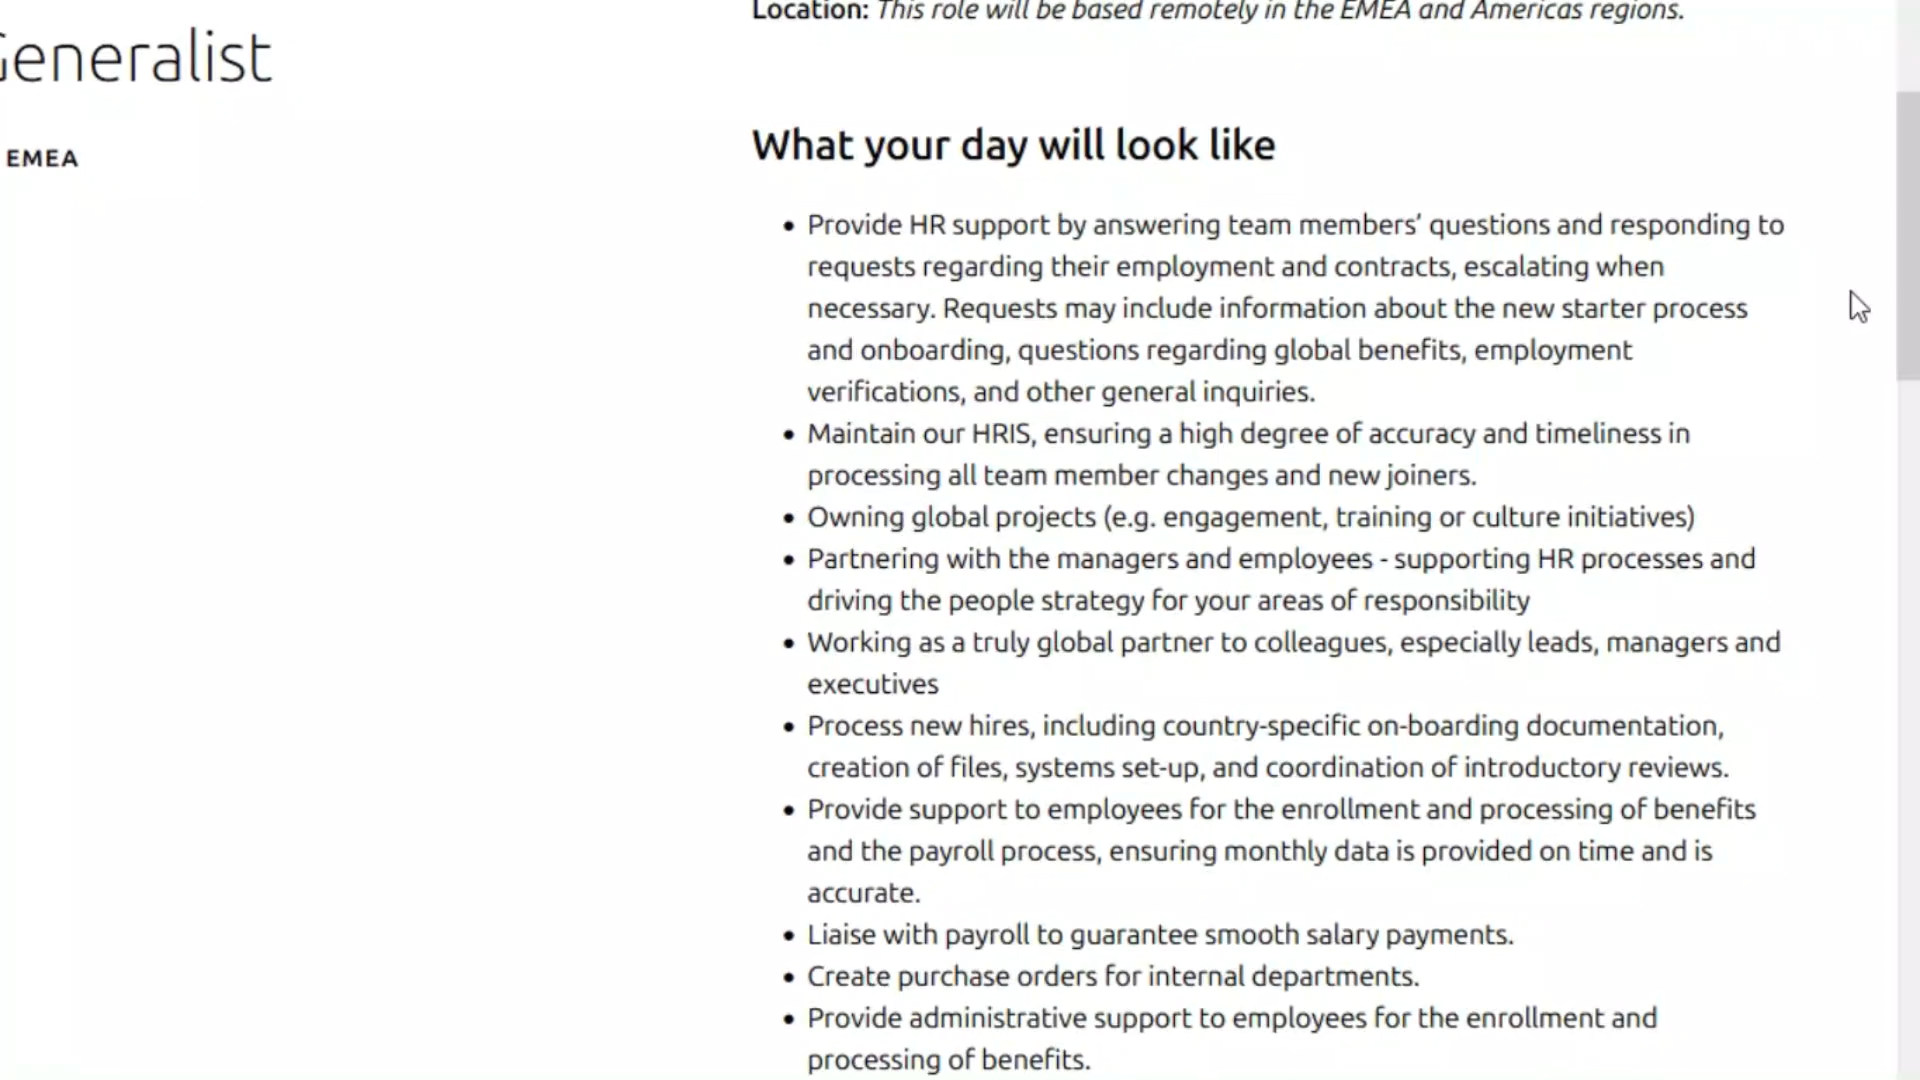 Location: This role will be based remotely in the EMEA and Americas regions.
Generalist
EMEA
What your day will look like
• Provide HR support by answering team members’ questions and responding to
requests regarding their employment and contracts, escalating when
necessary. Requests may include information about the new starter process
and onboarding, questions regarding global benefits, employment
verifications, and other general inquiries.
• Maintain our HRIS, ensuring a high degree of accuracy and timeliness in
processing all team member changes and new joiners.
• Owning global projects (e.g. engagement, training or culture initiatives)
• Partnering with the managers and employees - supporting HR processes and
driving the people strategy for your areas of responsibility
• Working as a truly global partner to colleagues, especially leads, managers and
executives
• Process new hires, including country-specific on-boarding documentation,
creation of files, systems set-up, and coordination of introductory reviews.
• Provide support to employees for the enrollment and processing of benefits
and the payroll process, ensuring monthly data is provided on time and is
accurate.
• Liaise with payroll to guarantee smooth salary payments.
• Create purchase orders for internal departments.
• Provide administrative support to employees for the enrollment and
processing of benefits.